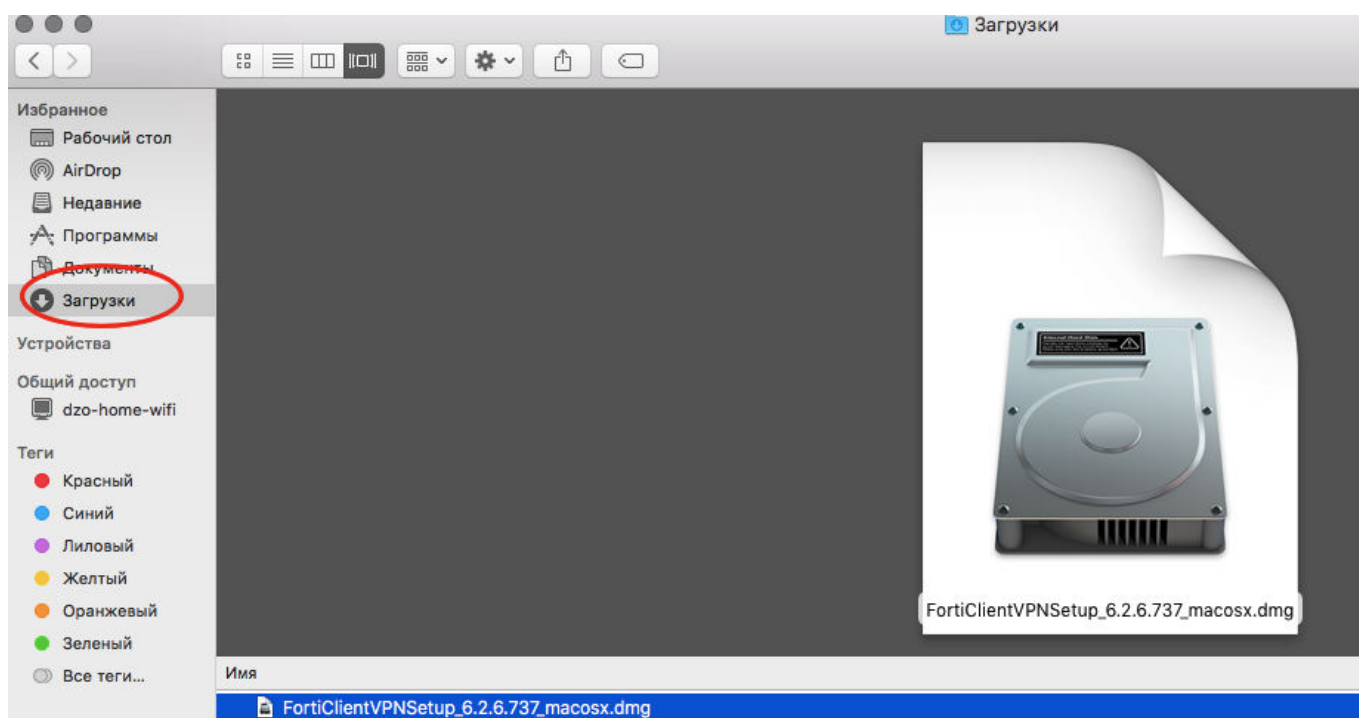 Загрузки
Избранное
Рабочий стол
AirDrop
Недавние
Программы
Документы
Загрузки
Устройства
Общий доступ
dzo-home-wifi
Теги
Красный
Синий
Лиловый
Желтый
Оранжевый
Зеленый
Все теги...
FortiClientVPNSetup_6.2.6.737_macosx.dmg
Имя
FortiClientVPNSetup_6.2.6.737_macosx.dmg